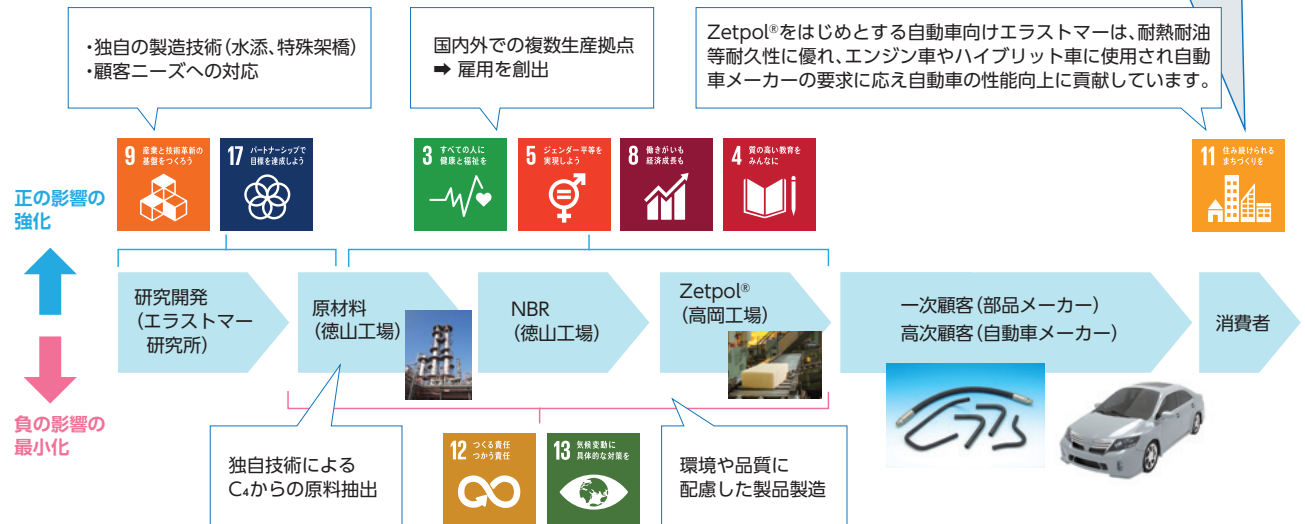 ・独自の製造技術(水添、特殊架橋)
・顧客ニーズへの対応
国内外での複数生産拠点
➡ 雇用を創出
Zetpol®をはじめとする自動車向けエラストマーは、耐熱耐油
等耐久性に優れ、エンジン車やハイブリット車に使用され自動
車メーカーの要求に応え自動車の性能向上に貢献しています。
正の影響の
強化
9 産業と技術革新の
基盤をつくろう
17 パートナーシップで
目標を達成しよう
3 すべての人に
健康と福祉を
5 ジェンダー平等を
実現しよう
8 働きがいも
経済成長も
4 質の高い教育を
みんなに
11 住み続けられる
まちづくりを
研究開発
(エラストマー
研究所)
原材料
(徳山工場)
NBR
(徳山工場)
Zetpol®
(高岡工場)
一次顧客(部品メーカー)
高次顧客(自動車メーカー)
消費者
負の影響の
最小化
独自技術による
C₄からの原料抽出
12 つくる責任
つかう責任
13 気候変動に
具体的な対策を
環境や品質に
配慮した製品製造